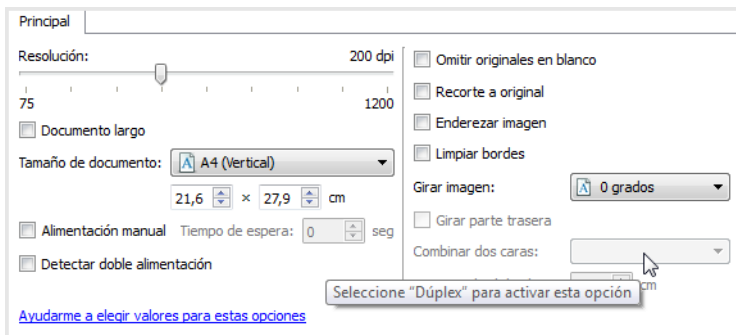 Principal
Resolución: 200 dpi
75 1200
Documento largo
Tamaño de documento: A4 (Vertical)
21,6 × 27,9 cm
Alimentación manual Tiempo de espera: 0 seg
Detectar doble alimentación
Ayudarme a elegir valores para estas opciones
Omitir originales en blanco
Recorte a original
Enderezar imagen
Limpiar bordes
Girar imagen: A 0 grados
Girar parte trasera
Combinar dos caras:
cm
Seleccione "Dúplex" para activar esta opción